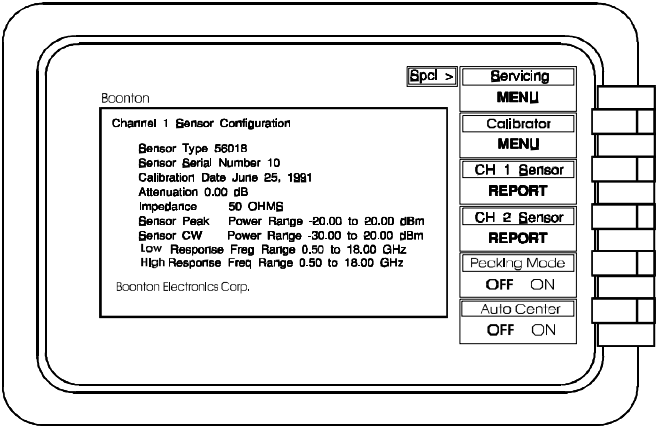 Spcl >
Servicing
MENU
Boonton
Channel 1 Sensor Configuration
Calibrator
MENU
Sensor Type 56018
Sensor Serial Number 10
Calibration Date June 25, 1991
Attenuation 0.00 dB
Impedance 50 OHMS
Sensor Peak Power Range -20.00 to 20.00 dBm
Sensor CW Power Range -30.00 to 20.00 dBm
Low Response Freq Range 0.50 to 18.00 GHz
High Response Freq Range 0.50 to 18.00 GHz
Boonton Electronics Corp.
CH 1 Sensor
REPORT
CH 2 Sensor
REPORT
Peaking Mode
OFF ON
Auto Center
OFF ON